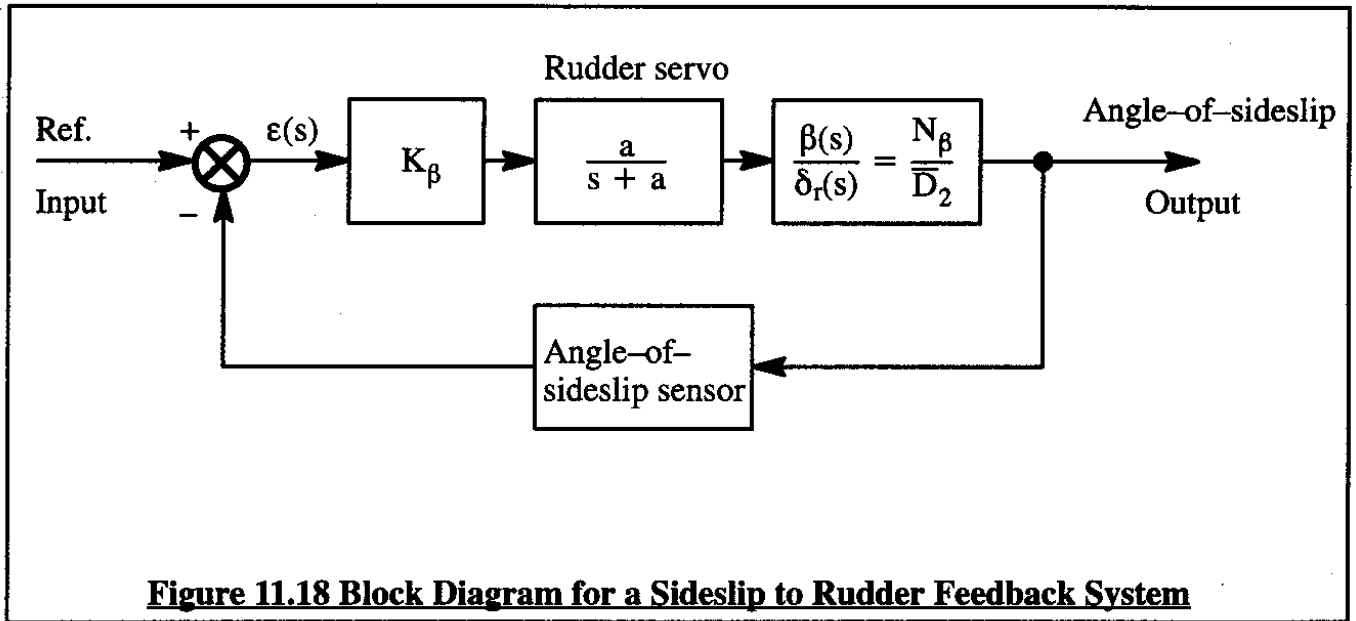 Rudder servo
Ref.
Input
+
−
ε(s)
K_β
a
s + a
β(s)
δ_r(s)
=
N_β
D̅_2
Angle–of–sideslip
Output
Angle–of–
sideslip sensor
Figure 11.18 Block Diagram for a Sideslip to Rudder Feedback System